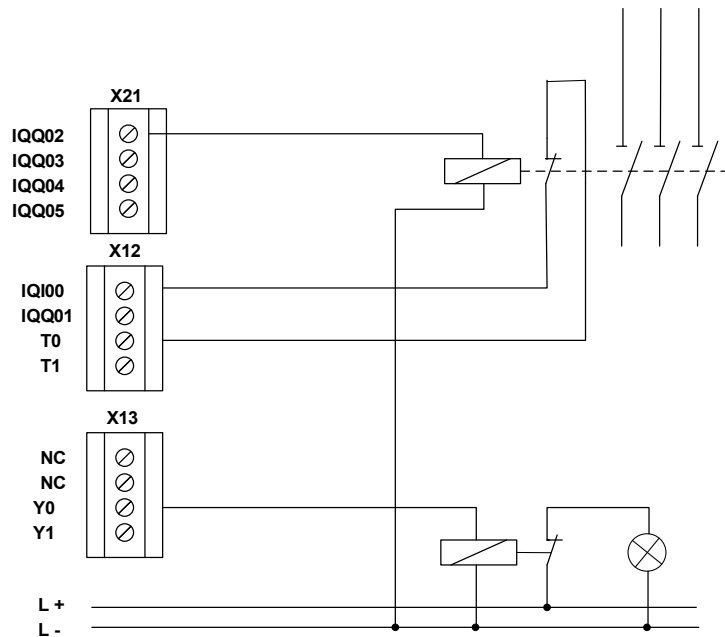 X21
IQQ02
IQQ03
IQQ04
IQQ05
X12
IQI00
IQQ01
T0
T1
X13
NC
NC
Y0
Y1
L +
L -